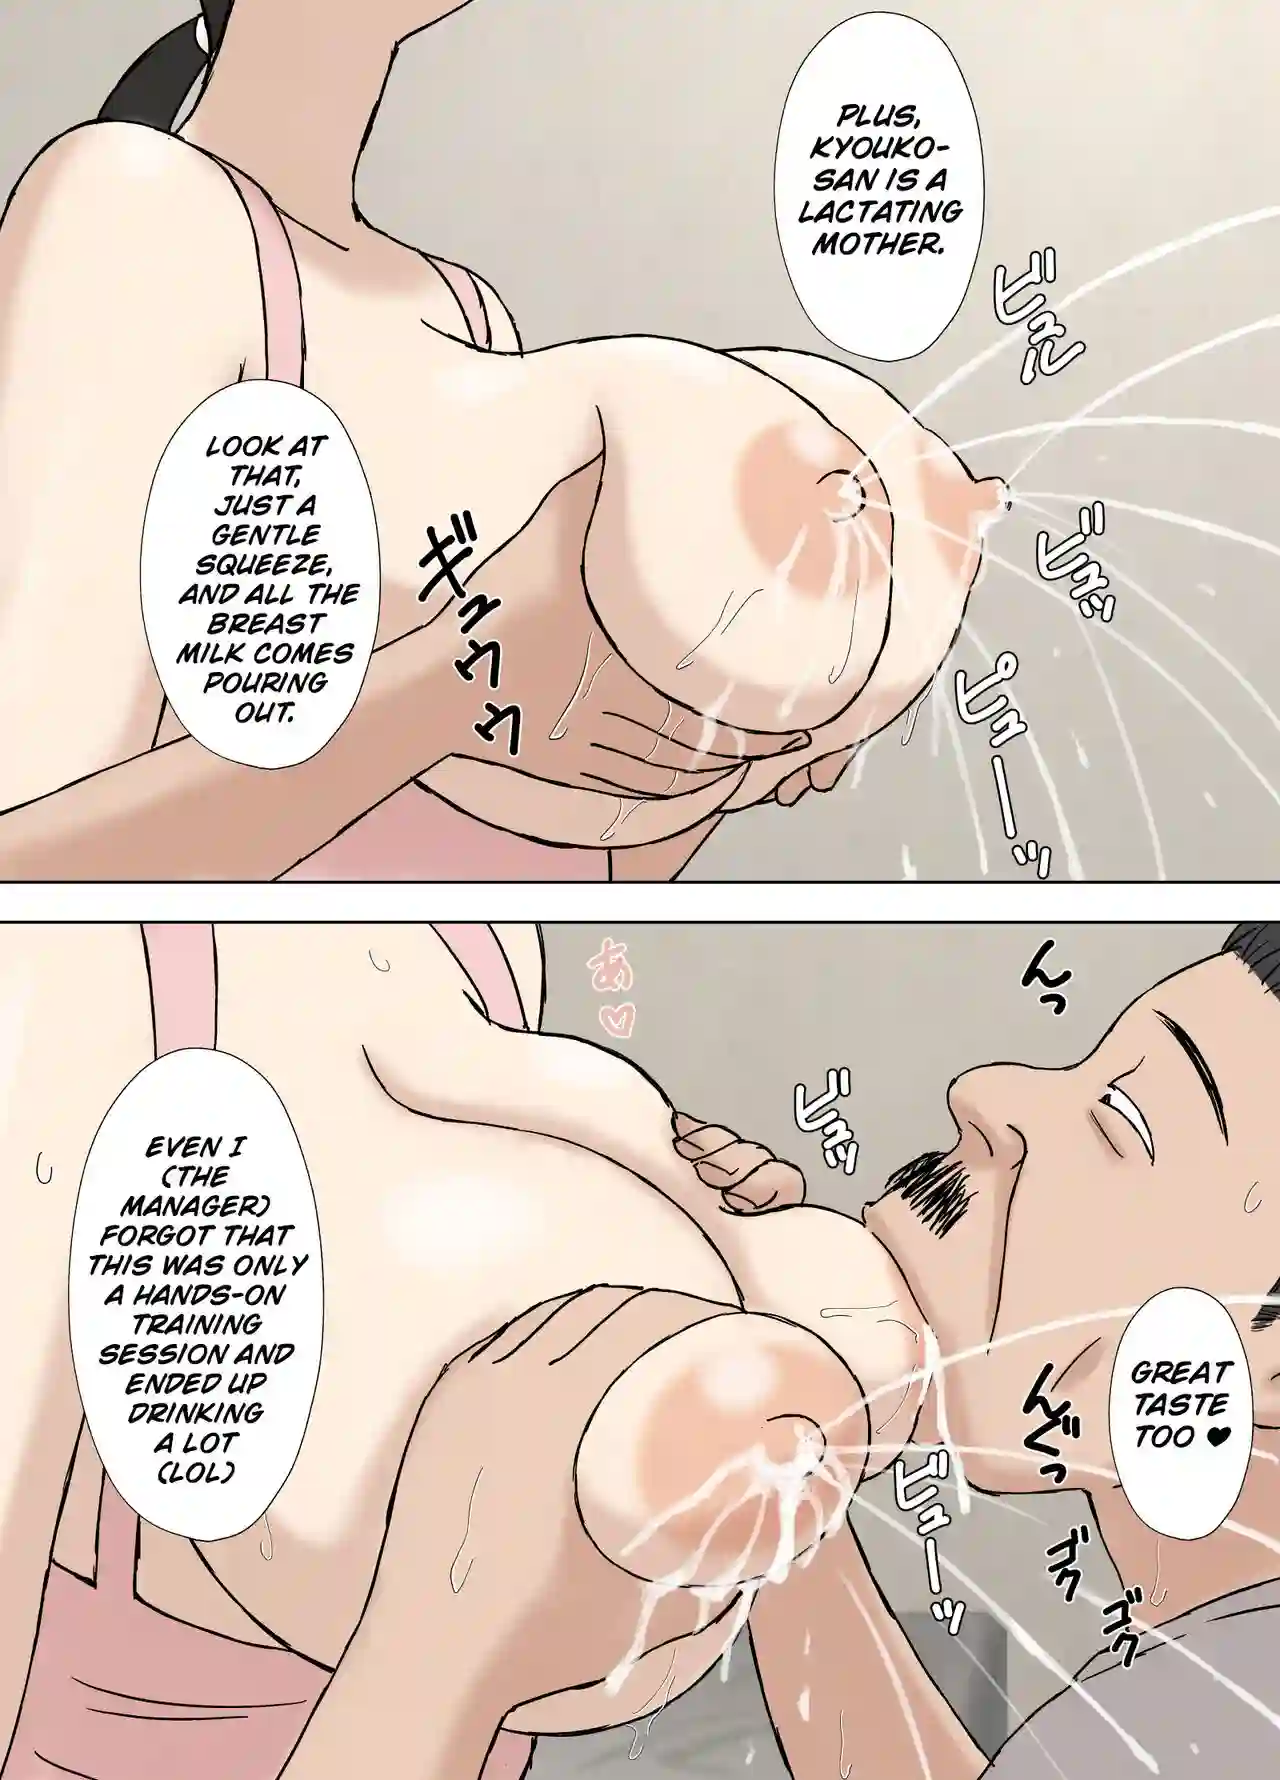 PLUS,
KYOUKO-
SAN IS A
LACTATING
MOTHER.
ビュルッ
LOOK AT
THAT,
JUST A
GENTLE
SQUEEZE,
AND ALL THE
BREAST
MILK COMES
POURING
OUT.
ギュウウ
ビュッ
ピューーッ
あ♡
んっ
ビュッ
EVEN I
(THE
MANAGER)
FORGOT THAT
THIS WAS ONLY
A HANDS-ON
TRAINING
SESSION AND
ENDED UP
DRINKING
A LOT
(LOL)
GREAT
TASTE
TOO ♥
んぐっ
ビューーッ
ゴク
ゴク